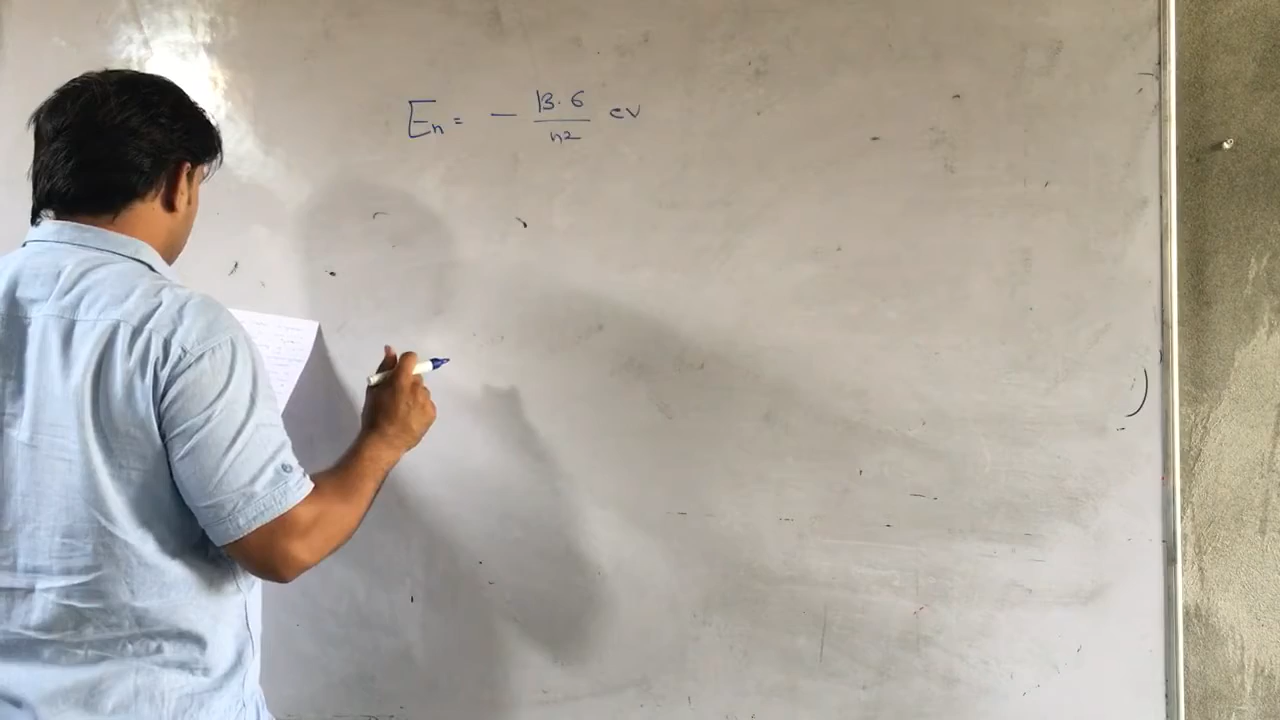 En = - 13.6 / n2 ev